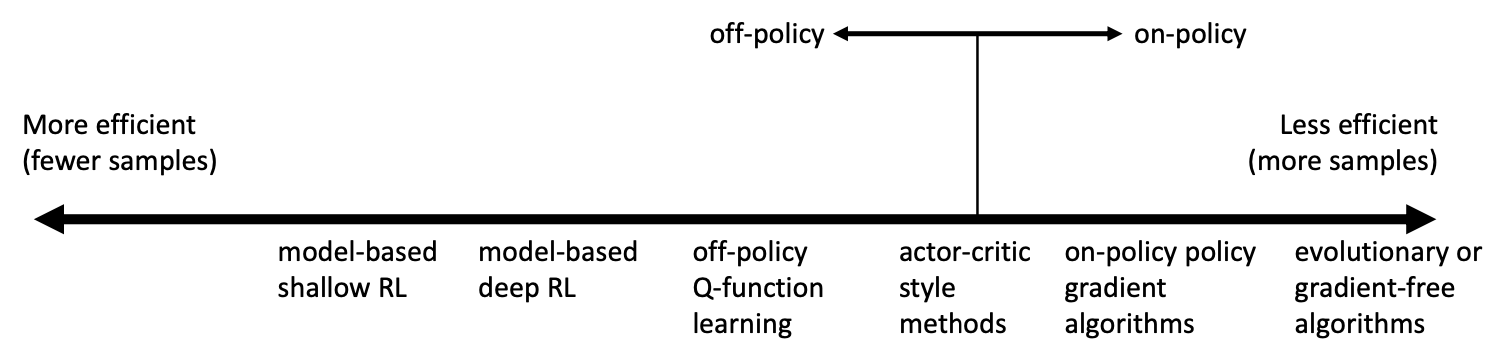 off-policy
on-policy
More efficient
(fewer samples)
Less efficient
(more samples)
model-based
shallow RL
model-based
deep RL
off-policy
Q-function
learning
actor-critic
style
methods
on-policy policy
gradient
algorithms
evolutionary or
gradient-free
algorithms